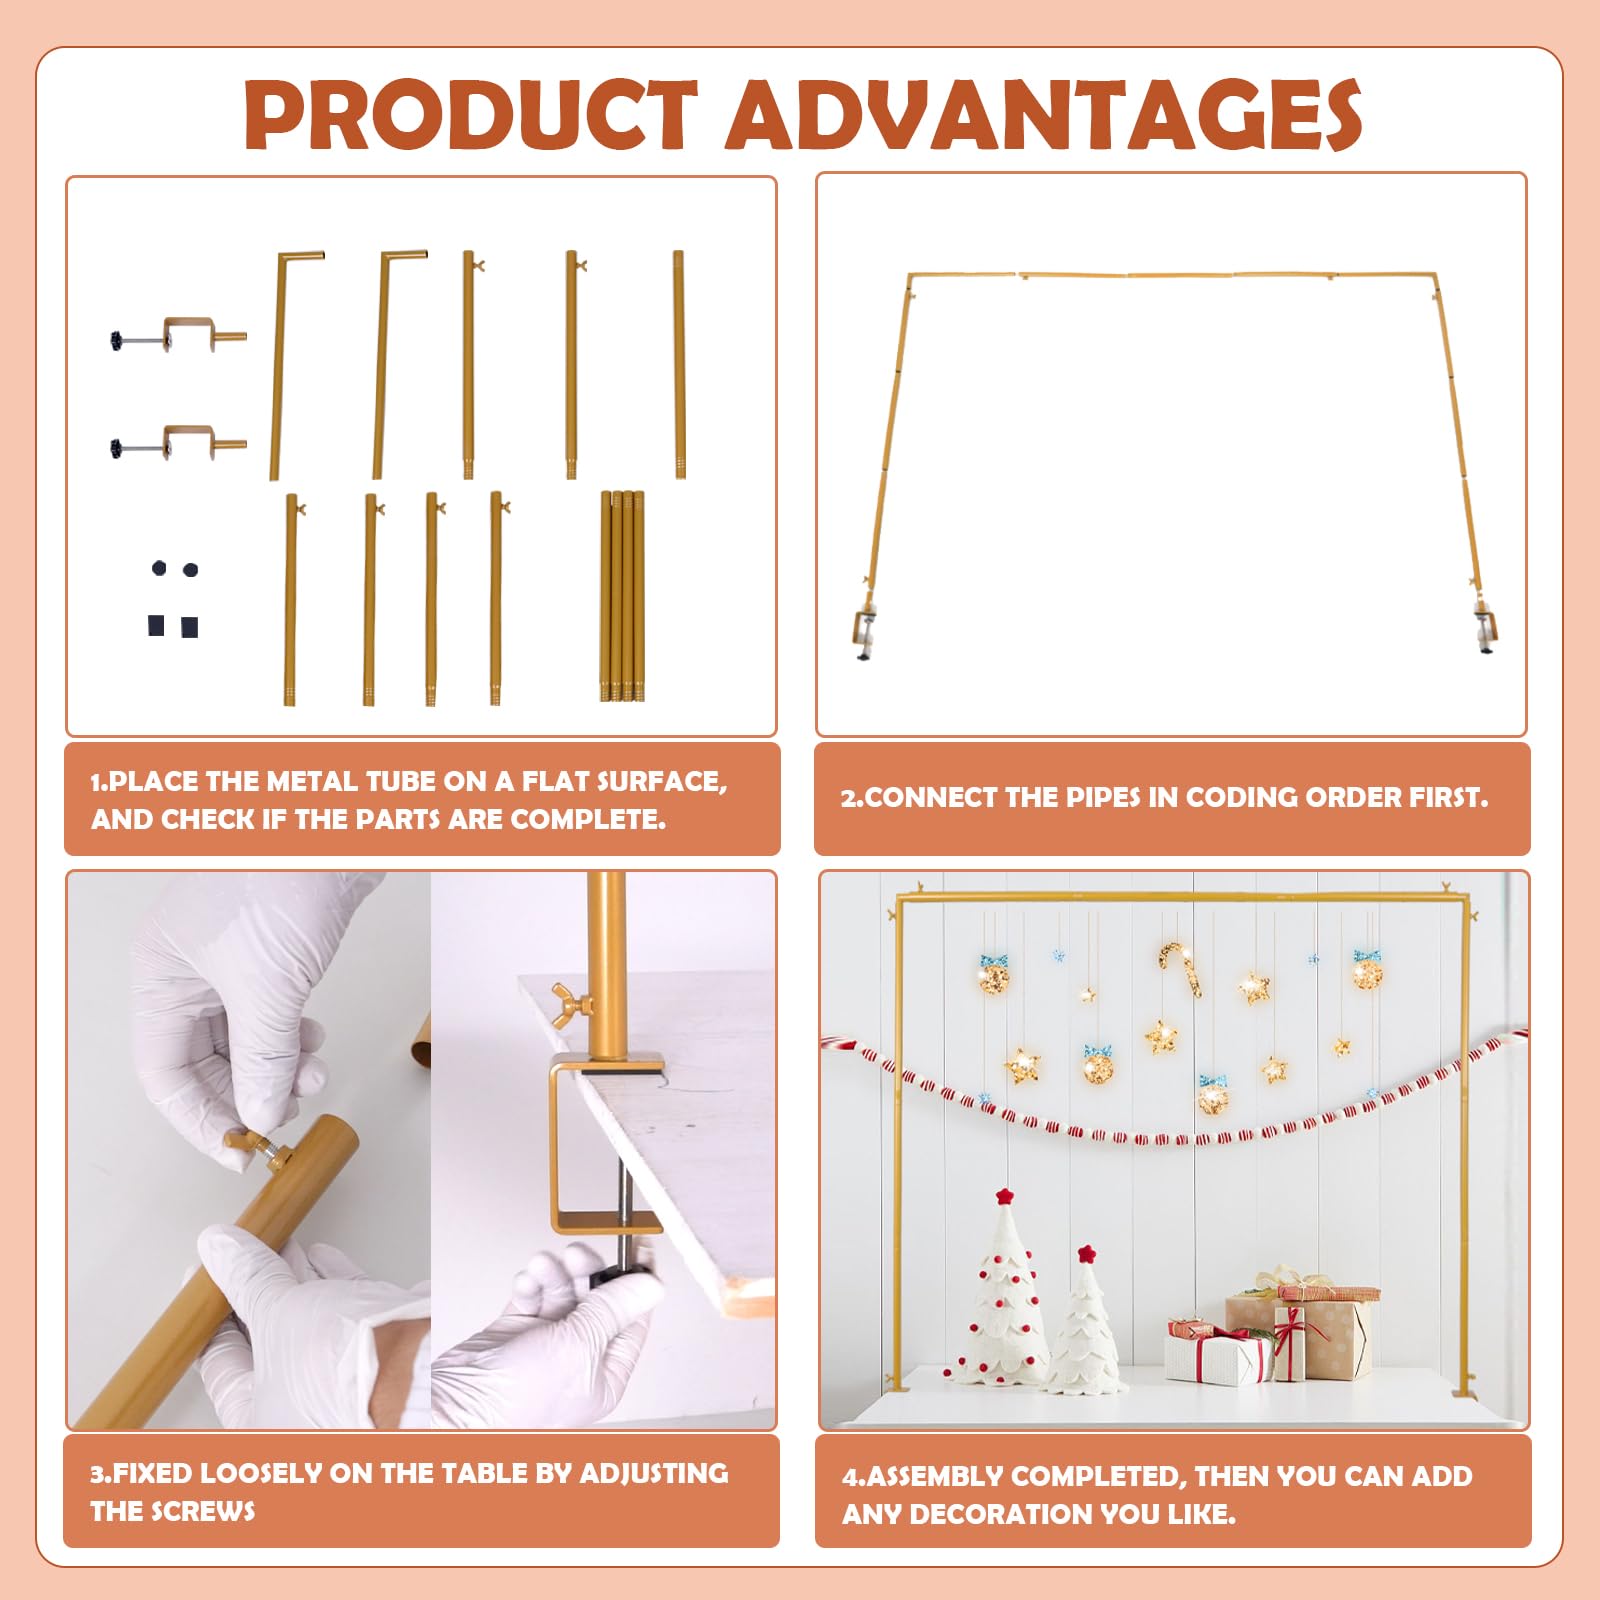 PRODUCT ADVANTAGES
1.PLACE THE METAL TUBE ON A FLAT SURFACE,
AND CHECK IF THE PARTS ARE COMPLETE.
2.CONNECT THE PIPES IN CODING ORDER FIRST.
3.FIXED LOOSELY ON THE TABLE BY ADJUSTING
THE SCREWS
4.ASSEMBLY COMPLETED, THEN YOU CAN ADD
ANY DECORATION YOU LIKE.